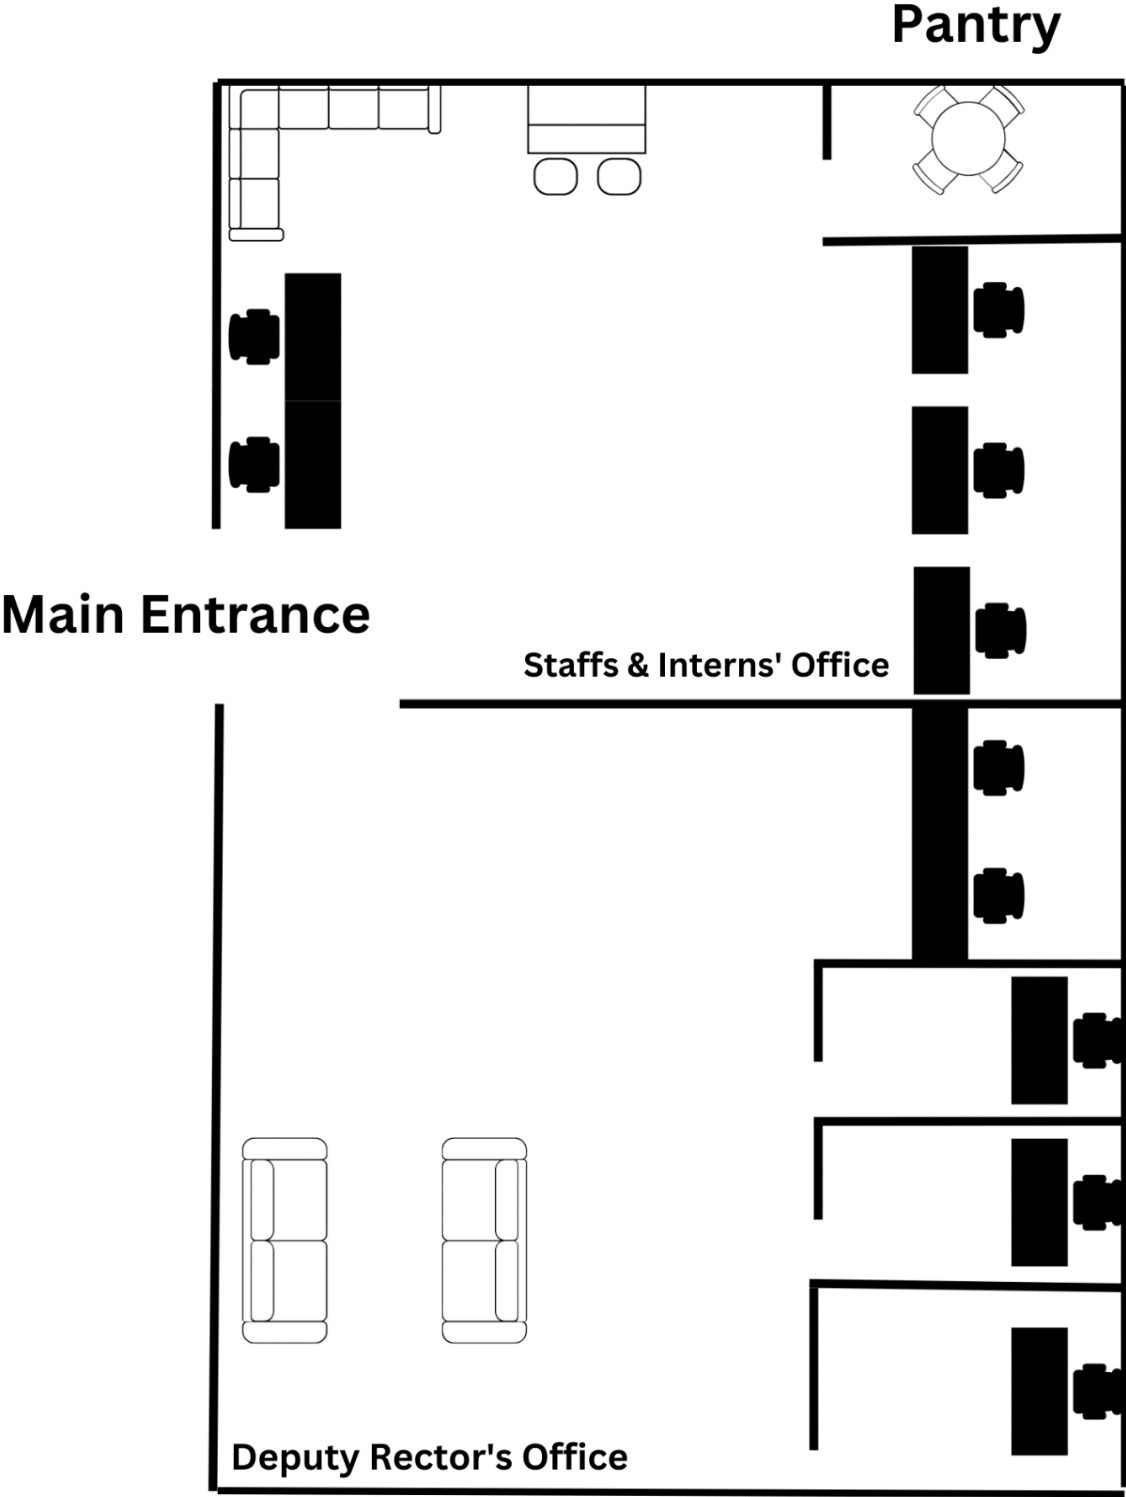 Pantry
Main Entrance
Staffs & Interns' Office
Deputy Rector's Office